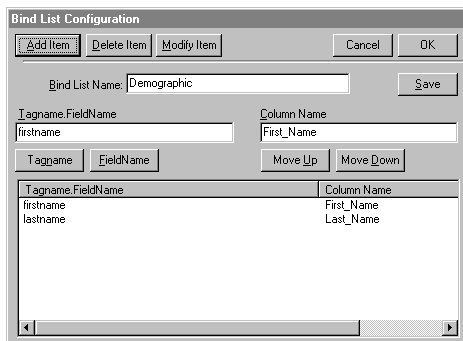 Bind List Configuration
Add Item Delete Item Modify Item Cancel OK
Bind List Name: Demographic Save
Tagname.FieldName Column Name
firstname First_Name
Tagname FieldName Move Up Move Down
Tagname.FieldName Column Name
firstname First_Name
lastname Last_Name